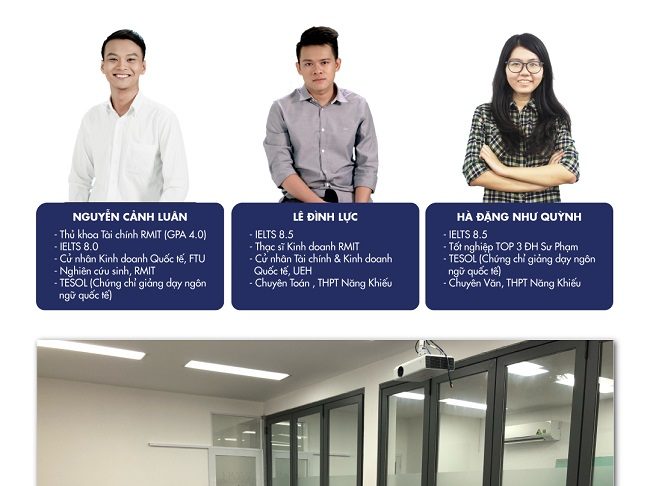 NGUYỄN CẢNH LUÂN
- Thủ khoa Tài chính RMIT (GPA 4.0)
- IELTS 8.0
- Cử nhân Kinh doanh Quốc tế, FTU
- Nghiên cứu sinh, RMIT
- TESOL (Chứng chỉ giảng dạy ngôn
ngữ quốc tế)
LÊ ĐÌNH LỰC
- IELTS 8.5
- Thạc sĩ Kinh doanh RMIT
- Cử nhân Tài chính & Kinh doanh
Quốc tế, UEH
- Chuyên Toán , THPT Năng Khiếu
HÀ ĐẶNG NHƯ QUỲNH
- IELTS 8.5
- Tốt nghiệp TOP 3 ĐH Sư Phạm
- TESOL (Chứng chỉ giảng dạy ngôn
ngữ quốc tế)
- Chuyên Văn, THPT Năng Khiếu